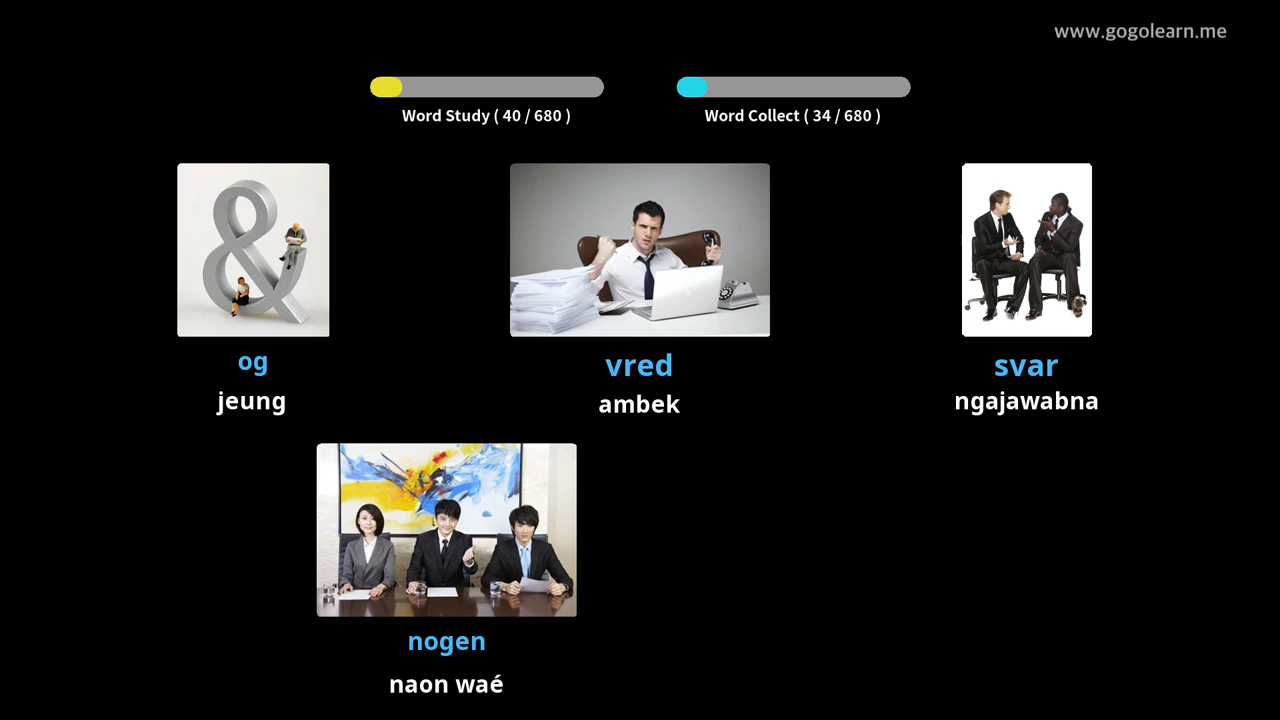 www.gogolearn.me
Word Study ( 40 / 680 )
Word Collect ( 34 / 680 )
&
og
jeung
vred
ambek
svar
ngajawabna
nogen
naon waé